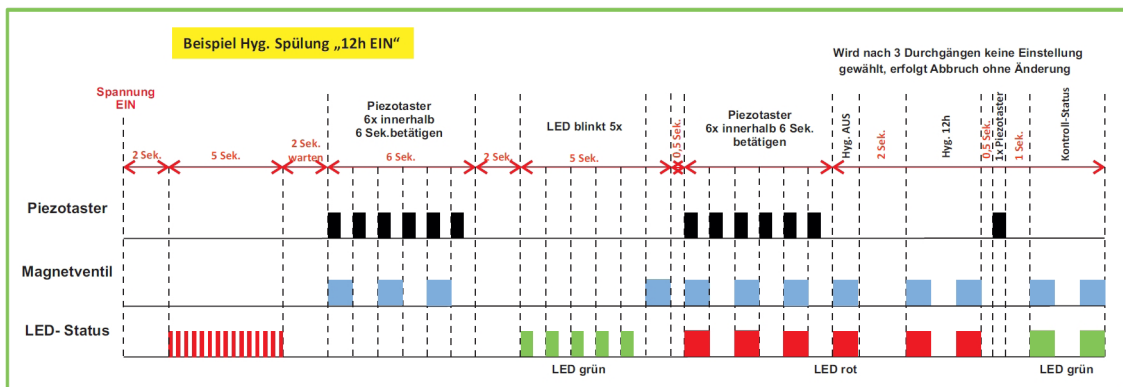 Beispiel Hyg. Spülung „12h EIN“
Wird nach 3 Durchgängen keine Einstellung
gewählt, erfolgt Abbruch ohne Änderung
Spannung
EIN
2 Sek.
5 Sek.
2 Sek.
warten
Piezotaster
6x innerhalb
6 Sek.betätigen
6 Sek.
2 Sek.
LED blinkt 5x
5 Sek.
0,5 Sek.
Piezotaster
6x innerhalb 6 Sek.
betätigen
Hyg. AUS
2 Sek.
Hyg. 12h
0,5 Sek.
1x Piezotaster
1 Sek.
Kontroll-Status
Piezotaster
Magnetventil
LED- Status
LED grün
LED rot
LED grün